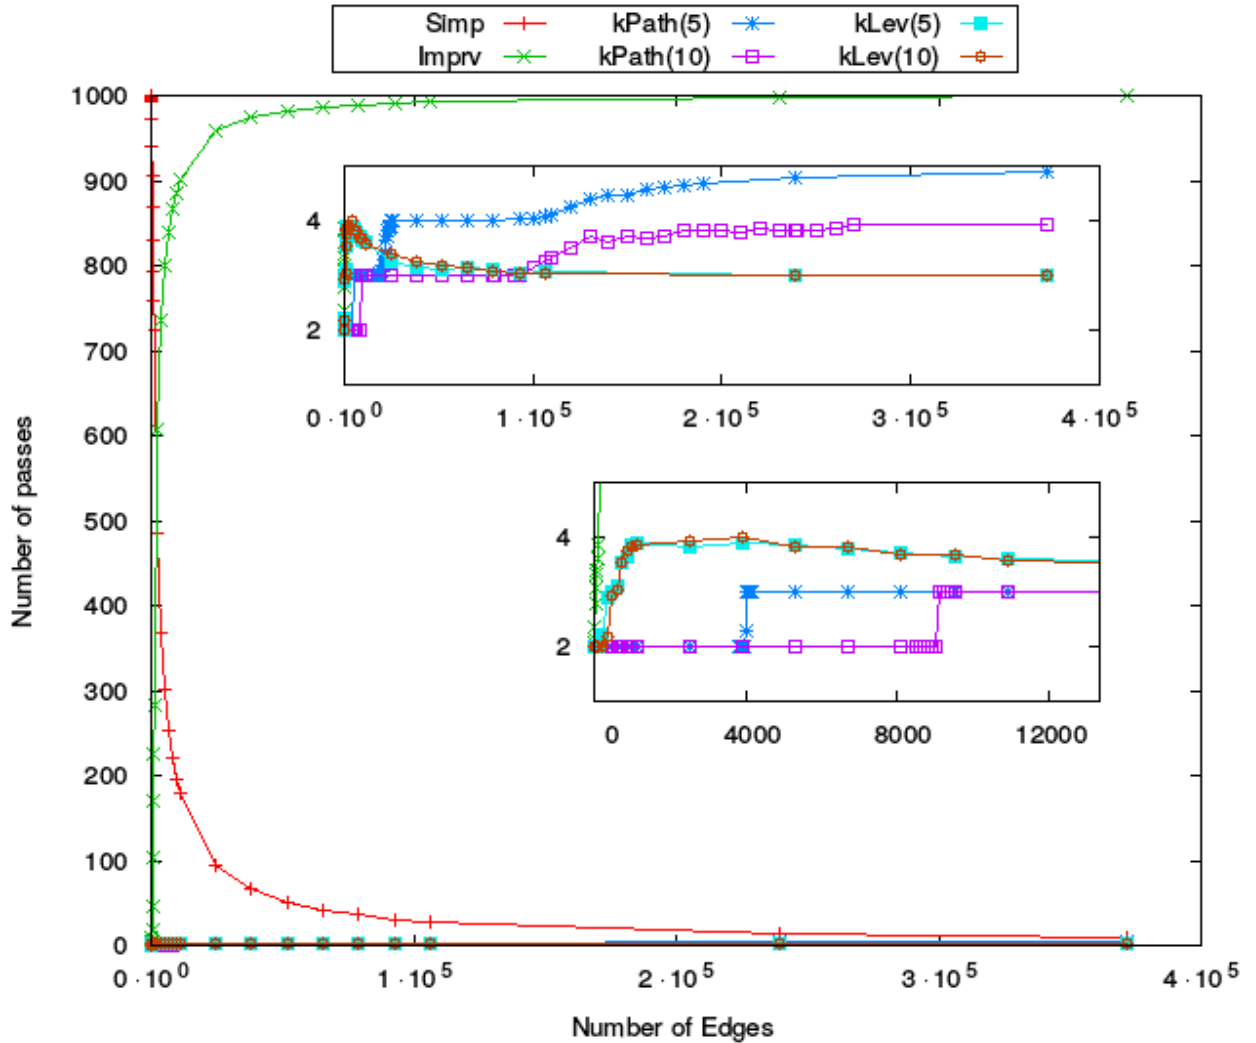 Simp kPath(5) kLev(5)
Imprv kPath(10) kLev(10)
1000
900
800
700
600
500
400
300
200
100
0
Number of passes
4
2
0·10⁰ 1·10⁵ 2·10⁵ 3·10⁵ 4·10⁵
4
2
0 4000 8000 12000
0·10⁰ 1·10⁵ 2·10⁵ 3·10⁵ 4·10⁵
Number of Edges